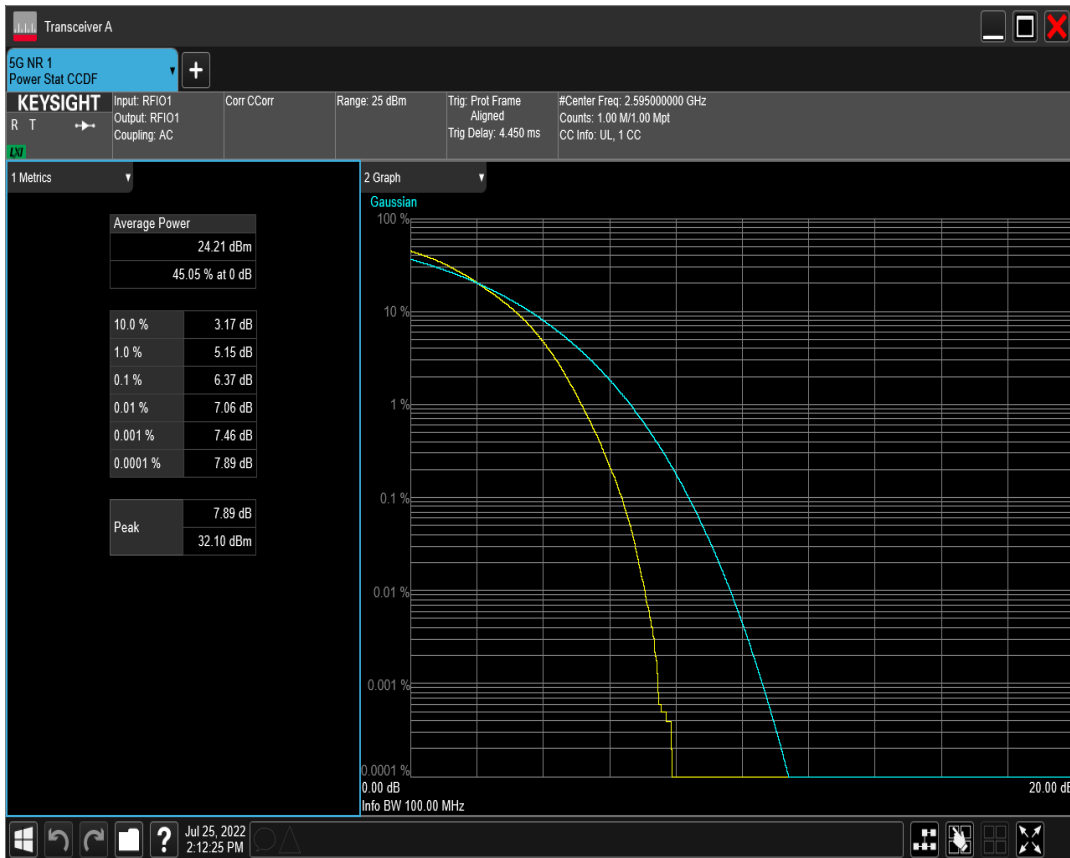 Transceiver A
5G NR 1
Power Stat CCDF
KEYSIGHT
R T
LXI
Input: RFIO1
Output: RFIO1
Coupling: AC
Corr CCorr
Range: 25 dBm
Trig: Prot Frame
Aligned
Trig Delay: 4.450 ms
#Center Freq: 2.595000000 GHz
Counts: 1.00 M/1.00 Mpt
CC Info: UL, 1 CC
1 Metrics
Average Power
24.21 dBm
45.05 % at 0 dB
10.0 % 3.17 dB
1.0 % 5.15 dB
0.1 % 6.37 dB
0.01 % 7.06 dB
0.001 % 7.46 dB
0.0001 % 7.89 dB
Peak
7.89 dB
32.10 dBm
2 Graph
Gaussian
100 %
10 %
1 %
0.1 %
0.01 %
0.001 %
0.0001 %
0.00 dB 20.00 dB
Info BW 100.00 MHz
?
Jul 25, 2022
2:12:25 PM